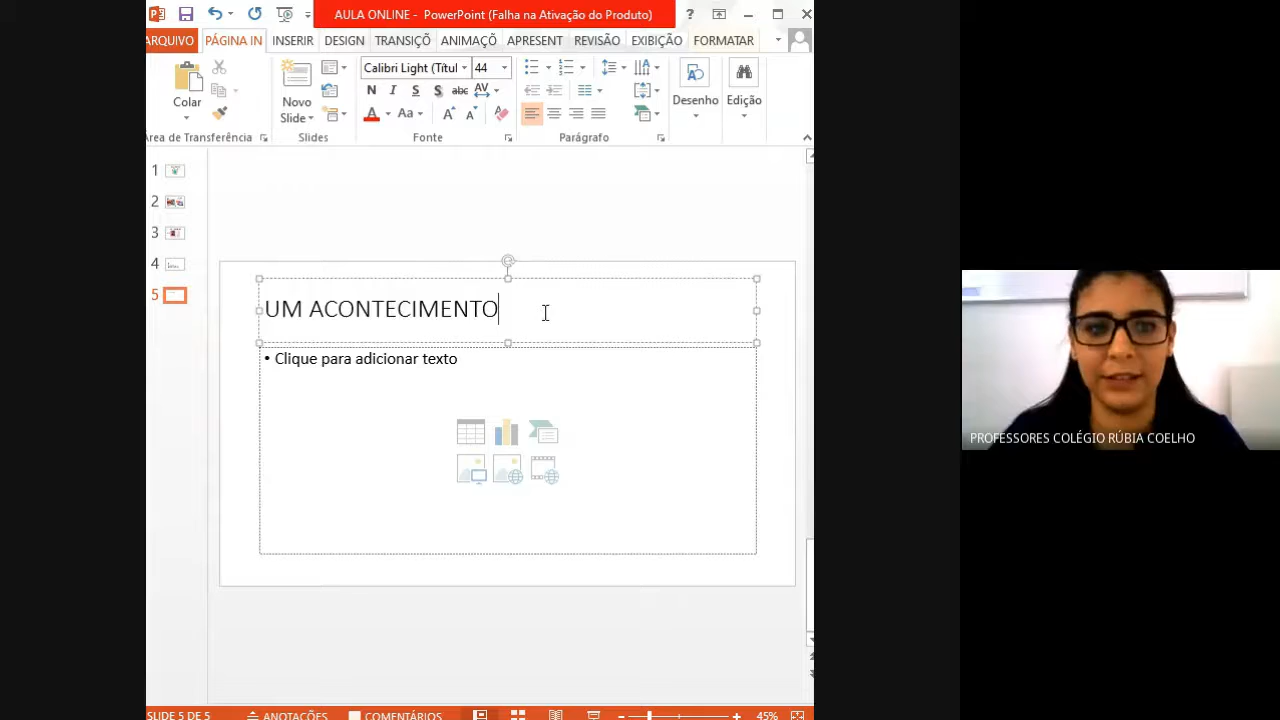 AULA ONLINE - PowerPoint (Falha na Ativação do Produto)
ARQUIVO PÁGINA IN INSERIR DESIGN TRANSIÇÕ ANIMAÇÕ APRESENT REVISÃO EXIBIÇÃO FORMATAR
Calibri Light (Títul 44
N I S S abc AV
Colar
Novo
Slide
A Aa A A
Desenho
Edição
Área de Transferência Slides Fonte Parágrafo
1
2
3
4
5
UM ACONTECIMENTO
• Clique para adicionar texto
PROFESSORES COLÉGIO RÚBIA COELHO
SLIDE 5 DE 5 ANOTAÇÕES COMENTÁRIOS 45%